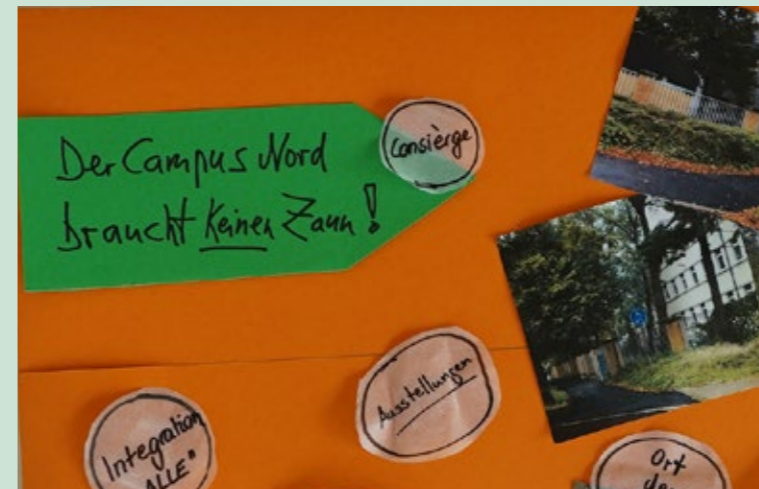 Der Campus Nord
braucht keinen Zaun!
Consièrge
Ausstellungen
Integration
ALLE"
Ort